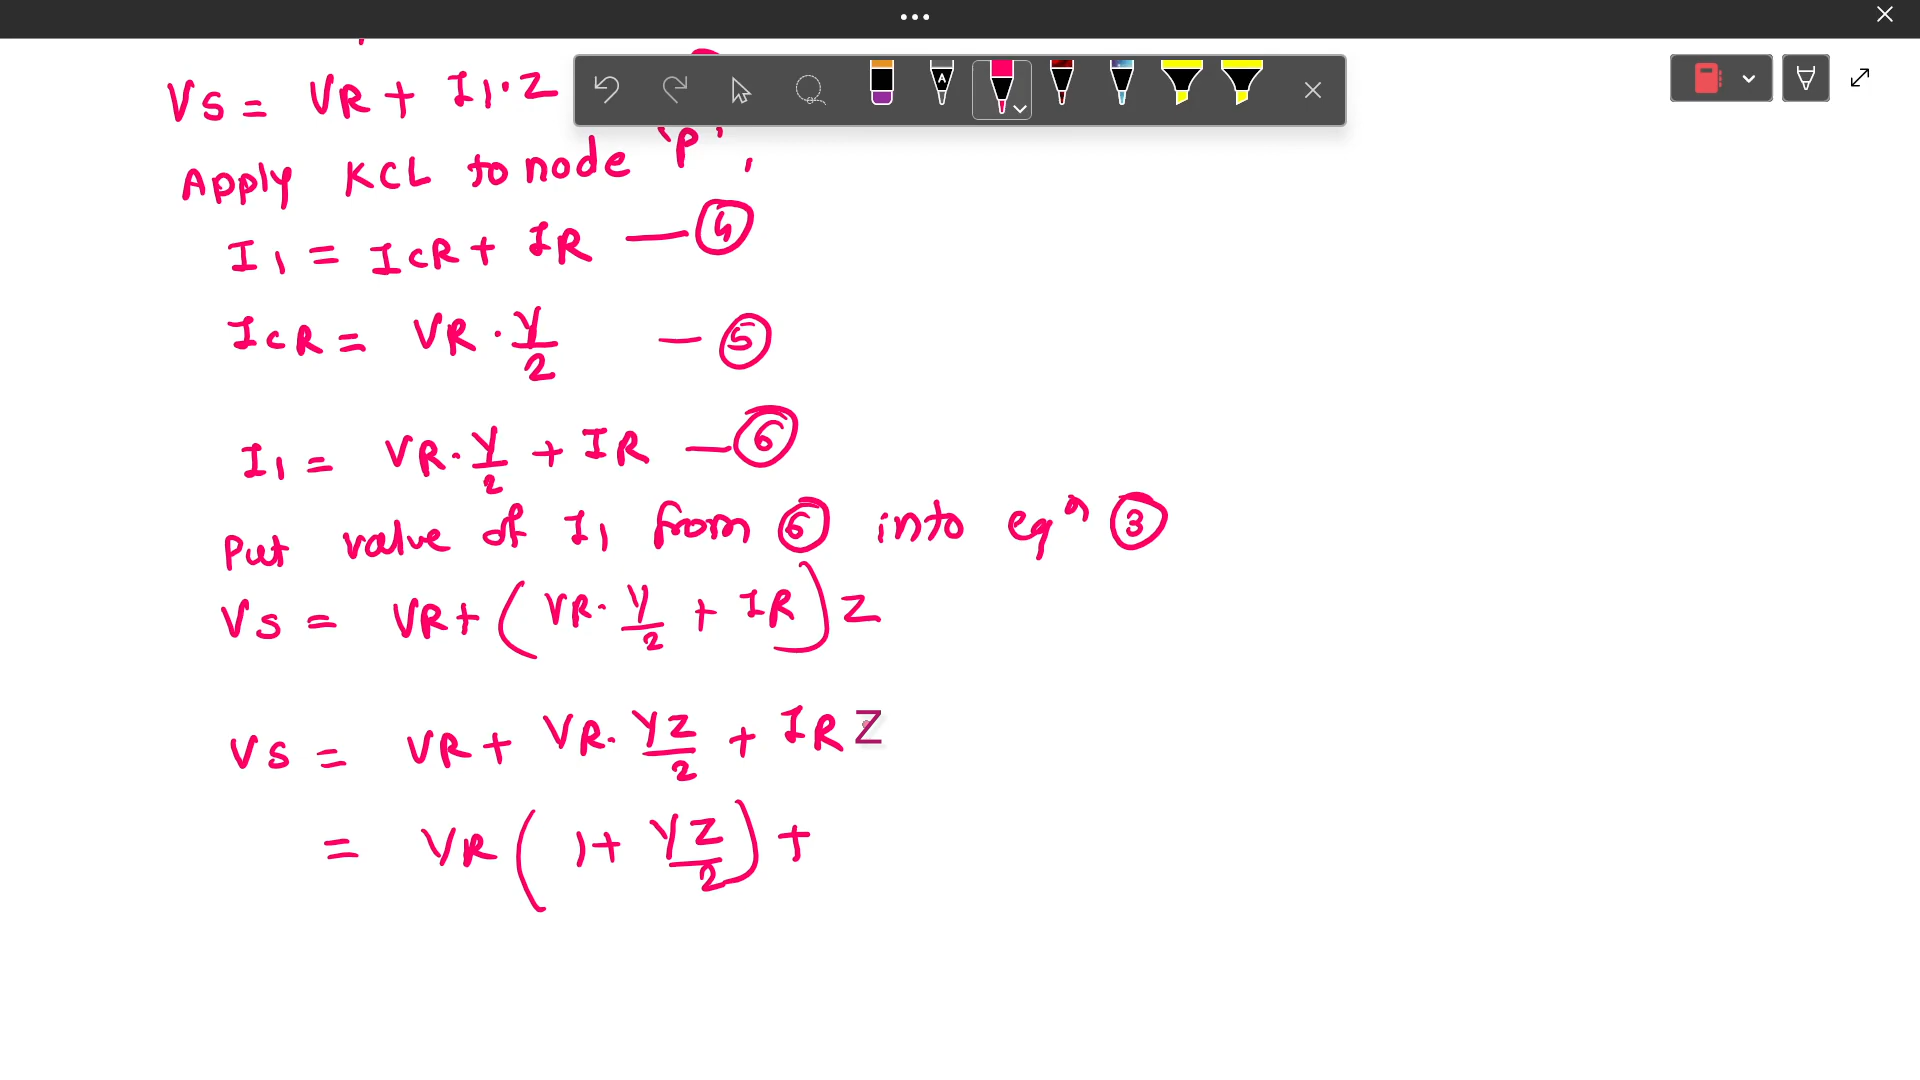 VS = VR + I1·Z
Apply KCL to node 'P',
I1 = ICR + IR — 4
ICR = VR · Y/2 — 5
I1 = VR · Y/2 + IR — 6
Put value of I1 from 6 into eqn 3
VS = VR + (VR · Y/2 + IR) Z
VS = VR + VR · YZ/2 + IR Z
= VR (1 + YZ/2) +